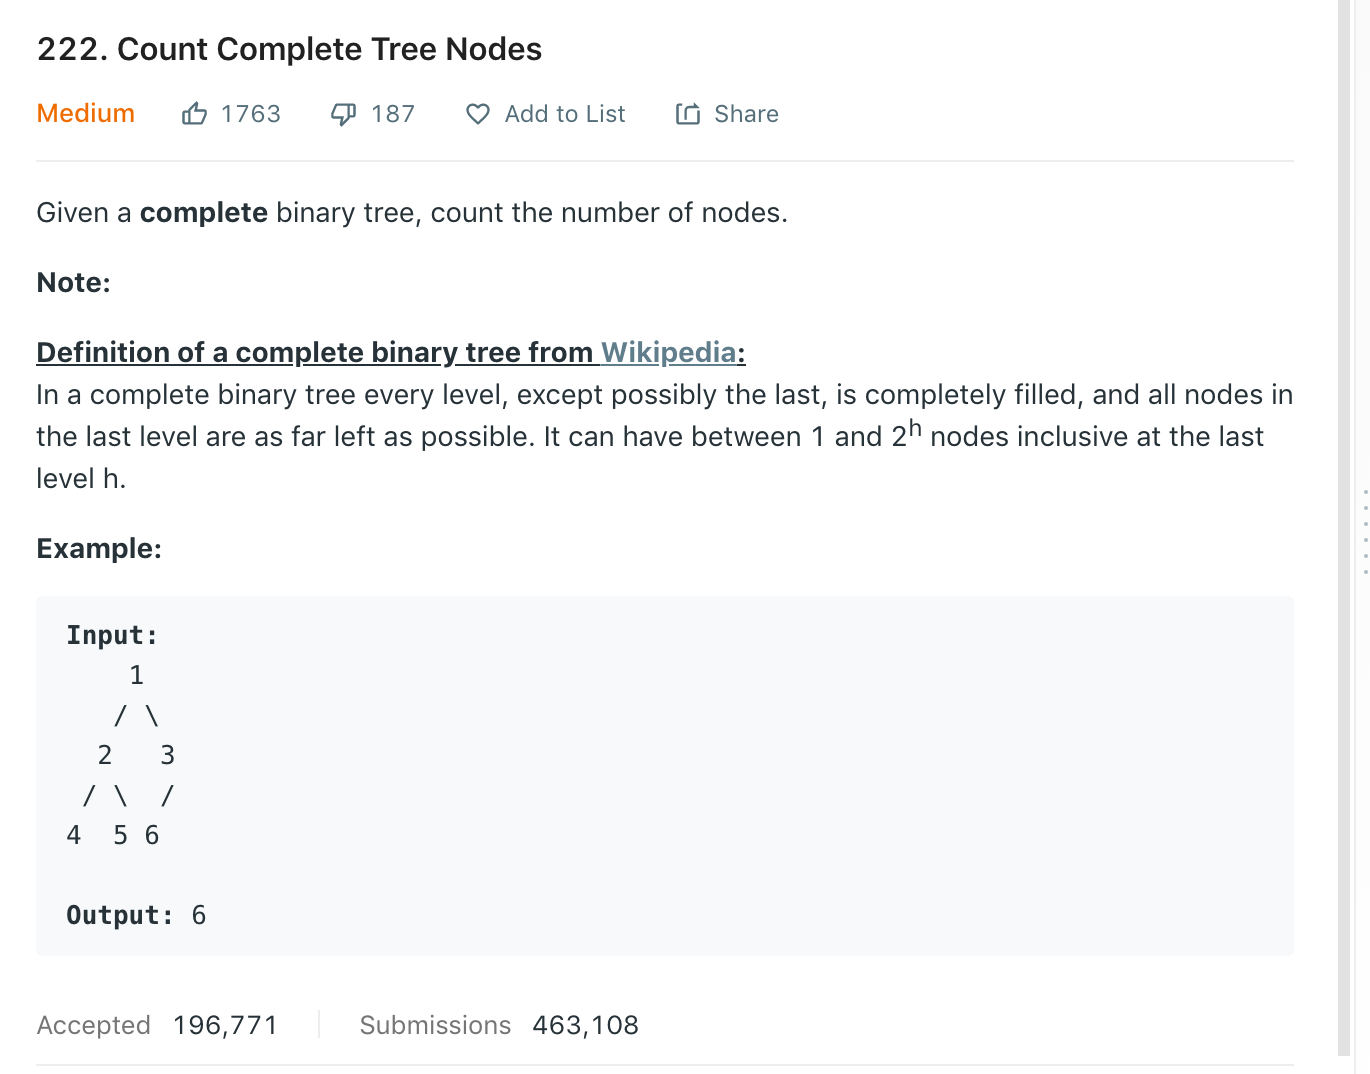 222. Count Complete Tree Nodes
Medium 1763 187 Add to List Share
Given a complete binary tree, count the number of nodes.
Note:
Definition of a complete binary tree from Wikipedia:
In a complete binary tree every level, except possibly the last, is completely filled, and all nodes in
the last level are as far left as possible. It can have between 1 and 2^h nodes inclusive at the last
level h.
Example:
Input:
    1
   / \
  2   3
 / \  /
4  5 6
Output: 6
Accepted 196,771 Submissions 463,108